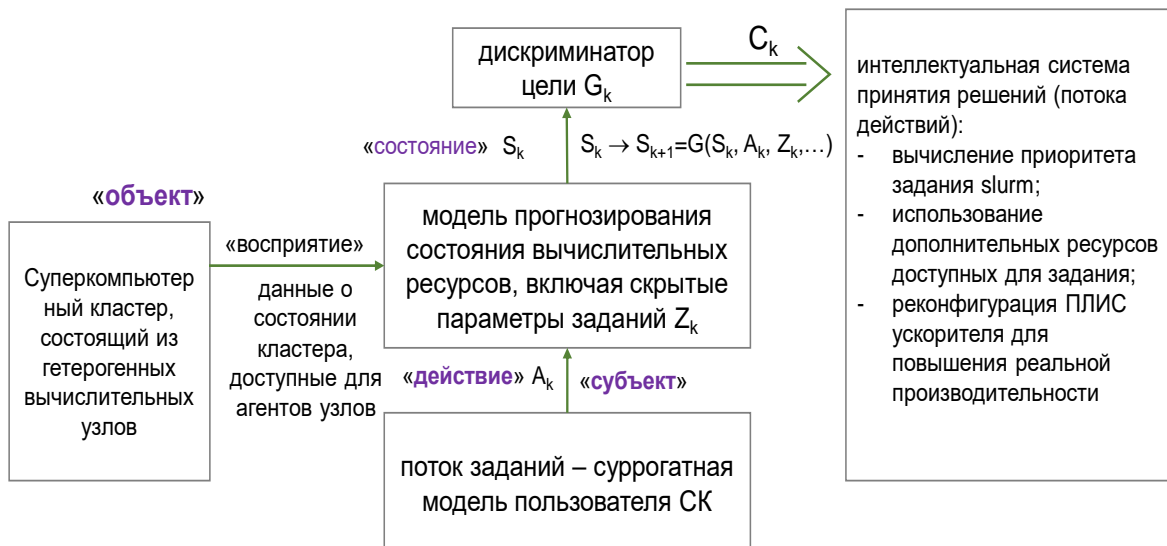 дискриминатор
цели Gk
Ck
«состояние» Sk
Sk → Sk+1=G(Sk, Ak, Zk,…)
«объект»
Суперкомпьютер
ный кластер,
состоящий из
гетерогенных
вычислительных
узлов
«восприятие»
данные о
состоянии
кластера,
доступные для
агентов узлов
модель прогнозирования
состояния вычислительных
ресурсов, включая скрытые
параметры заданий Zk
«действие» Ak
«субъект»
поток заданий – суррогатная
модель пользователя СК
интеллектуальная система
принятия решений (потока
действий):
- вычисление приоритета
задания slurm;
- использование
дополнительных ресурсов
доступных для задания;
- реконфигурация ПЛИС
ускорителя для
повышения реальной
производительности